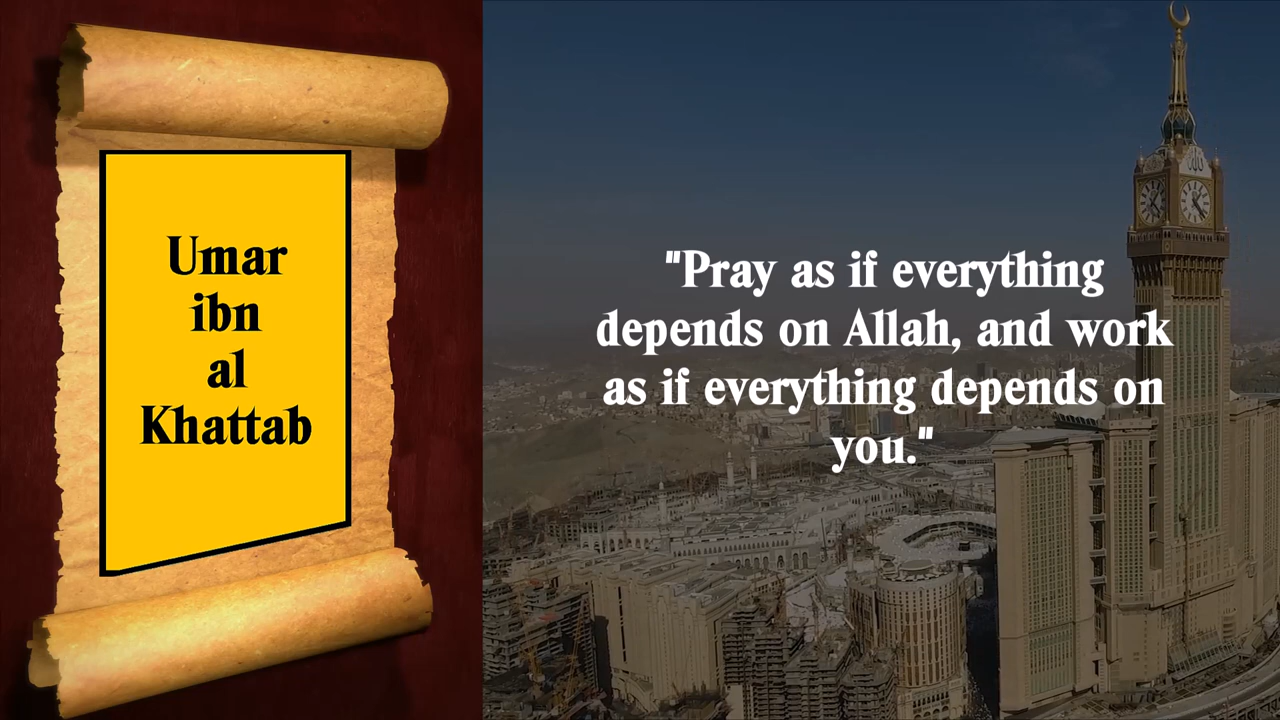 Umar
ibn
al
Khattab
"Pray as if everything
depends on Allah, and work
as if everything depends on
you."